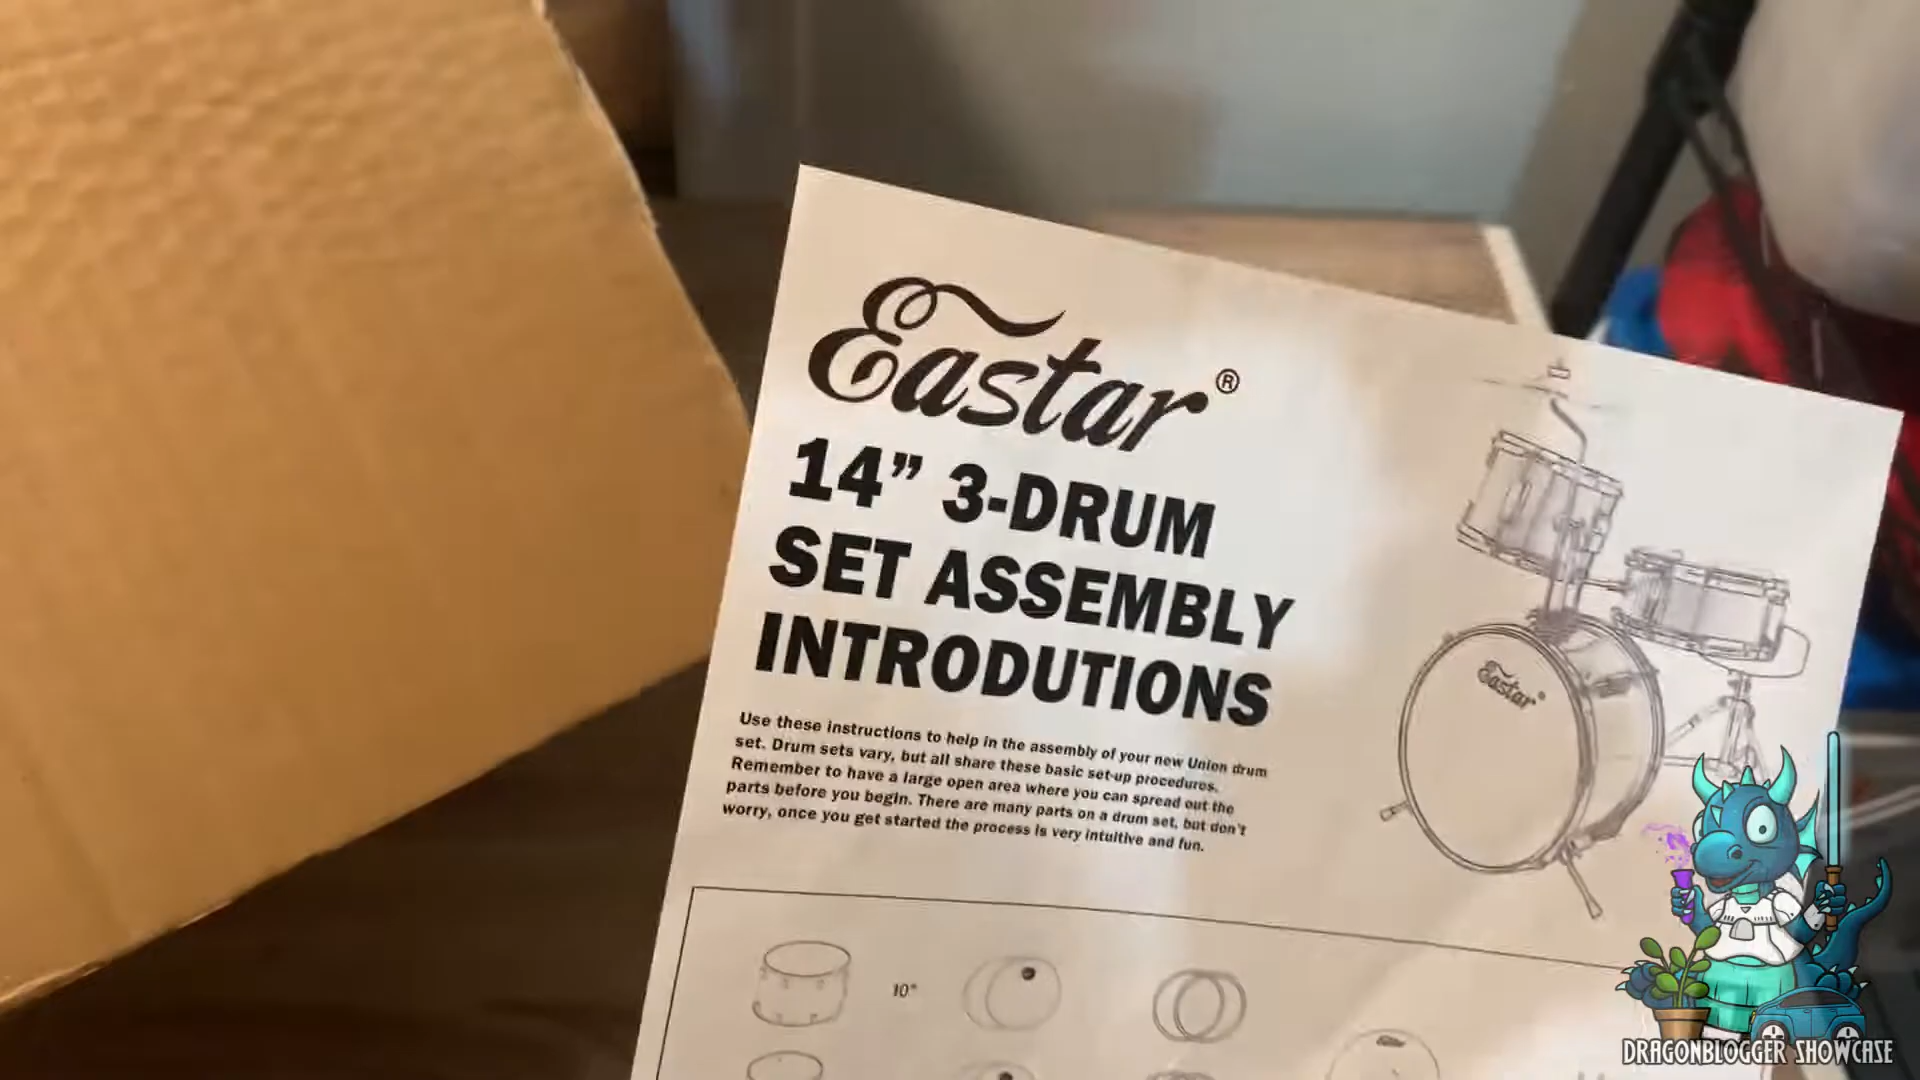 Eastar®
14” 3-DRUM
SET ASSEMBLY
INTRODUTIONS
Use these instructions to help in the assembly of your new Union drum
set. Drum sets vary, but all share these basic set-up procedures.
Remember to have a large open area where you can spread out the
parts before you begin. There are many parts on a drum set, but don't
worry, once you get started the process is very intuitive and fun.
Eastar®
10"
DRAGONBLOGGER SHOWCASE